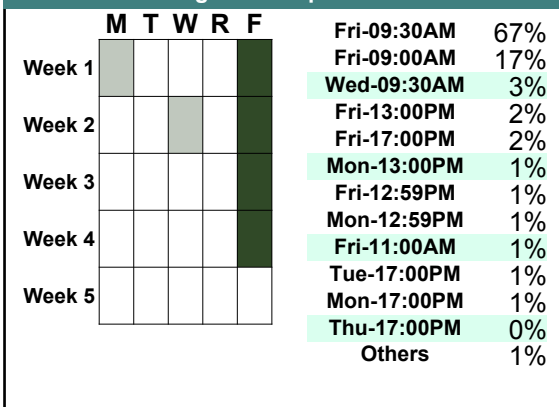 M T W R F
Week 1
Week 2
Week 3
Week 4
Week 5
Fri-09:30AM 67%
Fri-09:00AM 17%
Wed-09:30AM 3%
Fri-13:00PM 2%
Fri-17:00PM 2%
Mon-13:00PM 1%
Fri-12:59PM 1%
Mon-12:59PM 1%
Fri-11:00AM 1%
Tue-17:00PM 1%
Mon-17:00PM 1%
Thu-17:00PM 0%
Others 1%